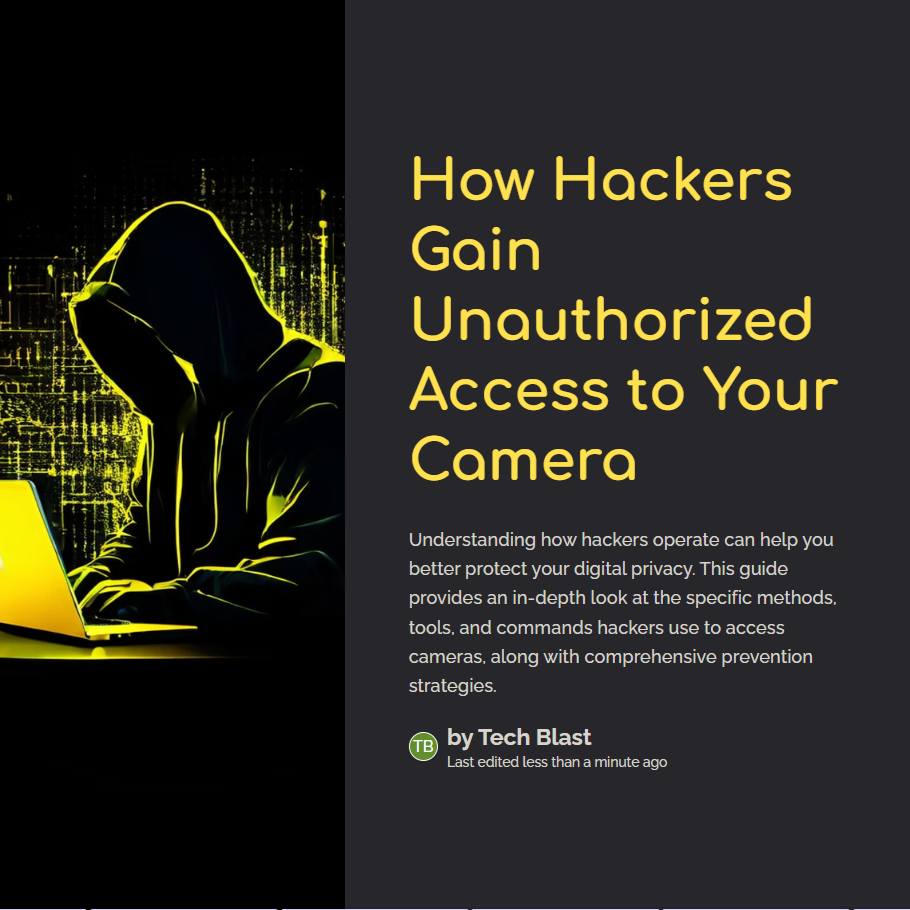 How Hackers
Gain
Unauthorized
Access to Your
Camera
Understanding how hackers operate can help you
better protect your digital privacy. This guide
provides an in-depth look at the specific methods,
tools, and commands hackers use to access
cameras, along with comprehensive prevention
strategies.
TB
by Tech Blast
Last edited less than a minute ago